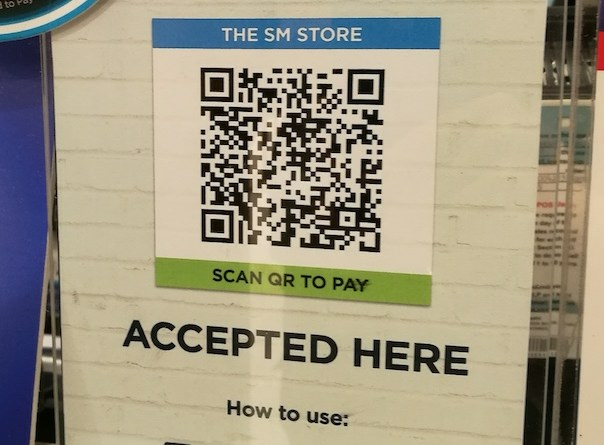 d to Pay
THE SM STORE
SCAN QR TO PAY
ACCEPTED HERE
How to use: